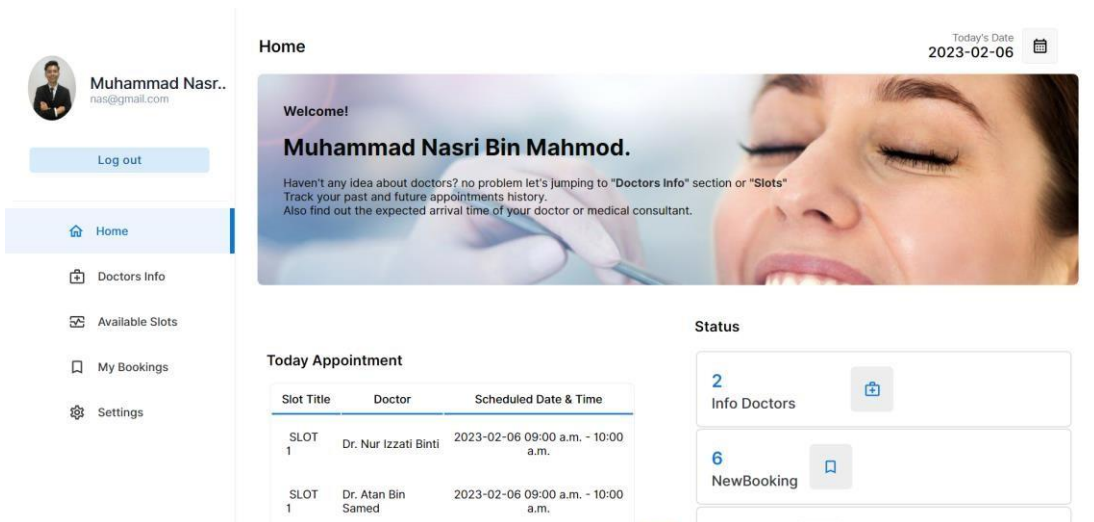 Muhammad Nasr..
nas@gmail.com
Log out
Home
Doctors Info
Available Slots
My Bookings
Settings
Home
Today's Date
2023-02-06
Welcome!
Muhammad Nasri Bin Mahmod.
Haven't any idea about doctors? no problem let's jumping to "Doctors Info" section or "Slots"
Track your past and future appointments history.
Also find out the expected arrival time of your doctor or medical consultant.
Today Appointment
Slot Title Doctor Scheduled Date & Time
SLOT 2023-02-06 09:00 a.m. - 10:00
1 Dr. Nur Izzati Binti a.m.
SLOT Dr. Atan Bin 2023-02-06 09:00 a.m. - 10:00
1 Samed a.m.
Status
2
Info Doctors
6
NewBooking